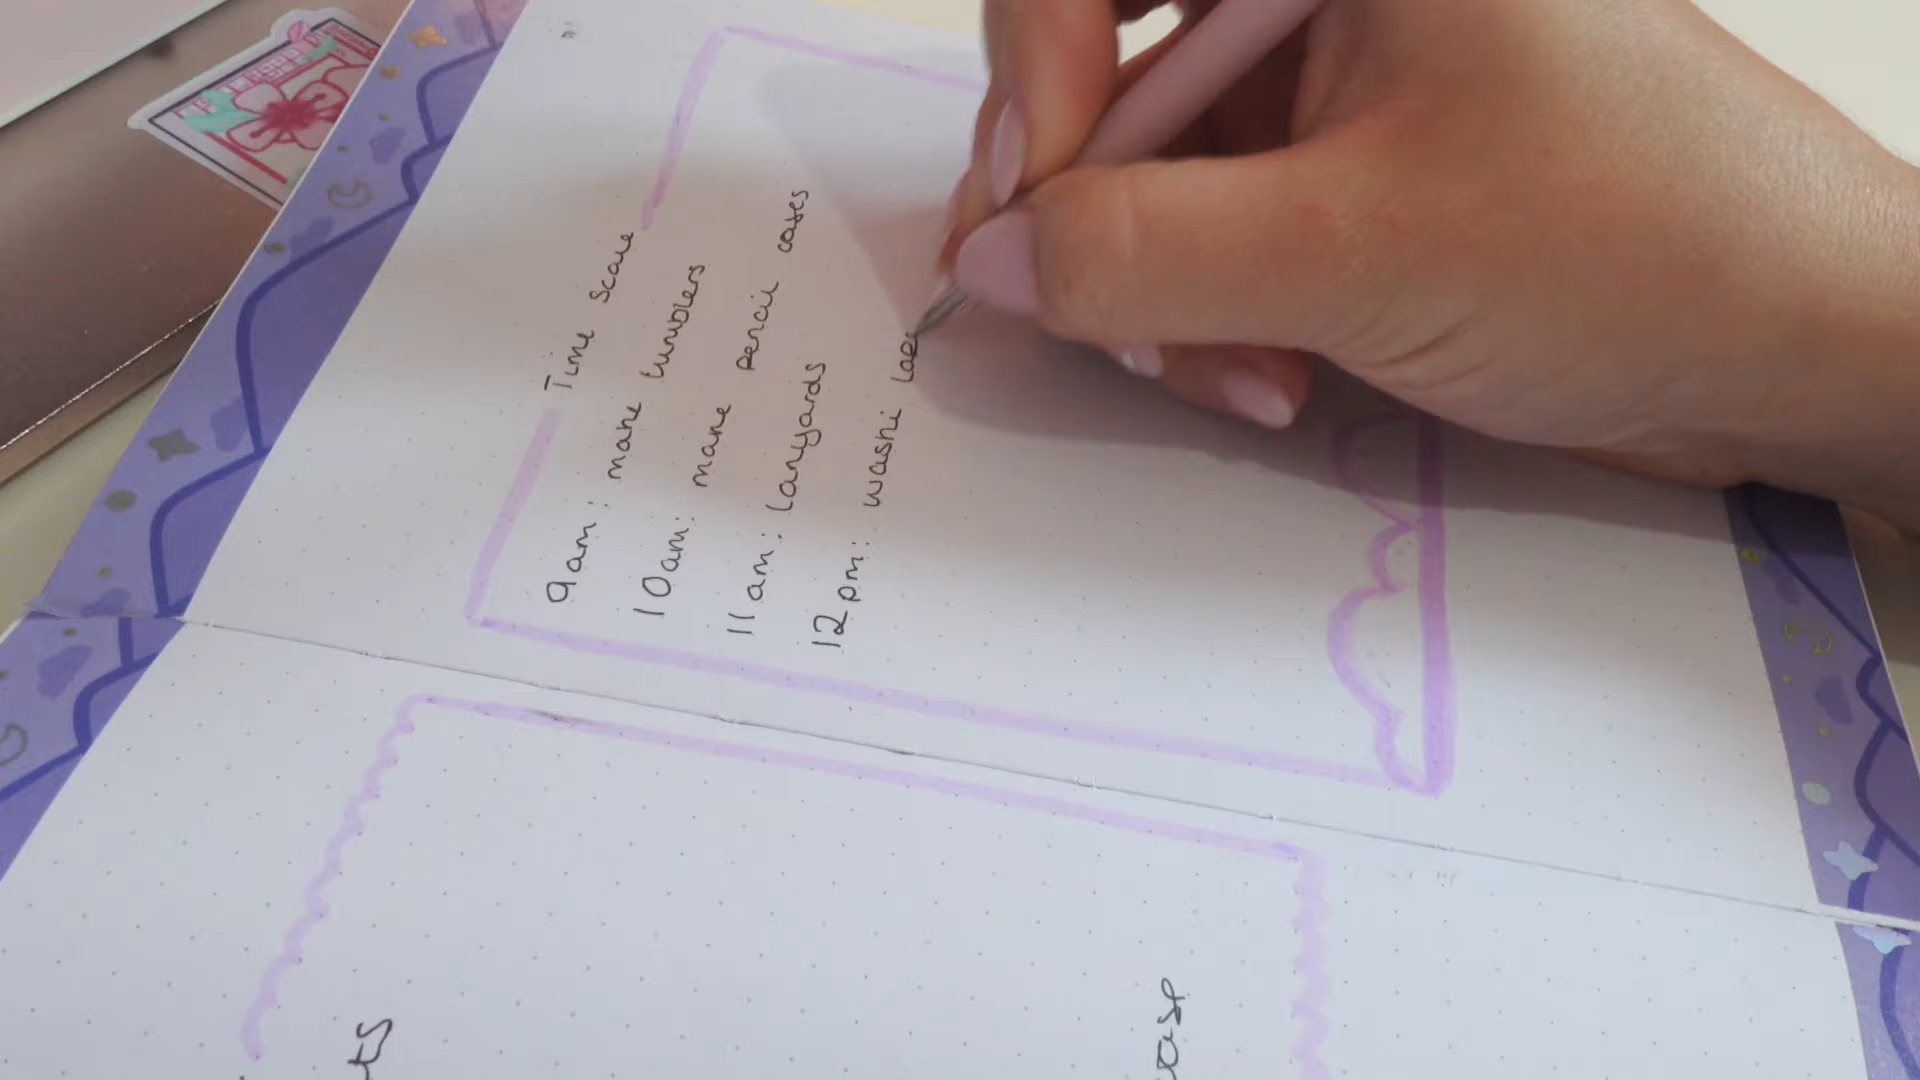 Time Scale
9am: make tumblers
10am: make pencil cases
11am: Lanyards
12pm: washi